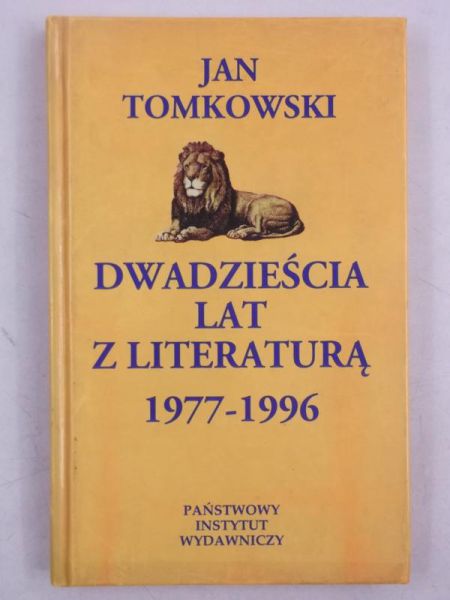 JAN
TOMKOWSKI
DWADZIEŚCIA
LAT
Z LITERATURĄ
1977-1996
PAŃSTWOWY
INSTYTUT
WYDAWNICZY